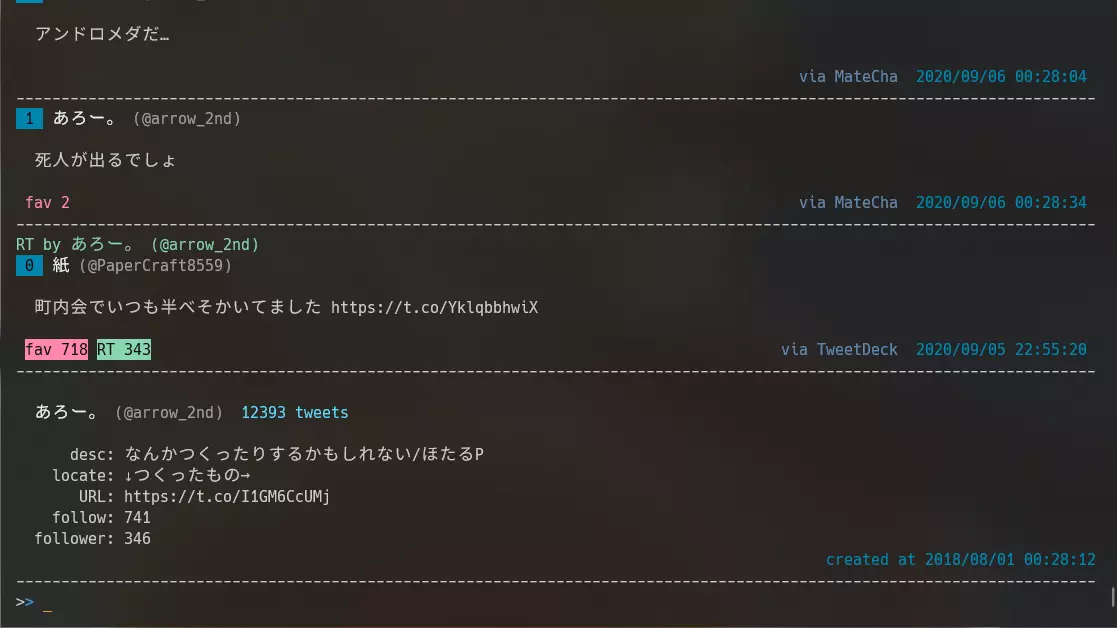 アンドロメダだ…
via MateCha 2020/09/06 00:28:04
1 あろー。 (@arrow_2nd)
死人が出るでしょ
fav 2 via MateCha 2020/09/06 00:28:34
RT by あろー。 (@arrow_2nd)
0 紙 (@PaperCraft8559)
町内会でいつも半べそかいてました https://t.co/YklqbbhwiX
fav 718 RT 343 via TweetDeck 2020/09/05 22:55:20
あろー。 (@arrow_2nd) 12393 tweets
desc: なんかつくったりするかもしれない/ほたるP
locate: ↓つくったもの→
URL: https://t.co/I1GM6CcUMj
follow: 741
follower: 346
created at 2018/08/01 00:28:12
>> _